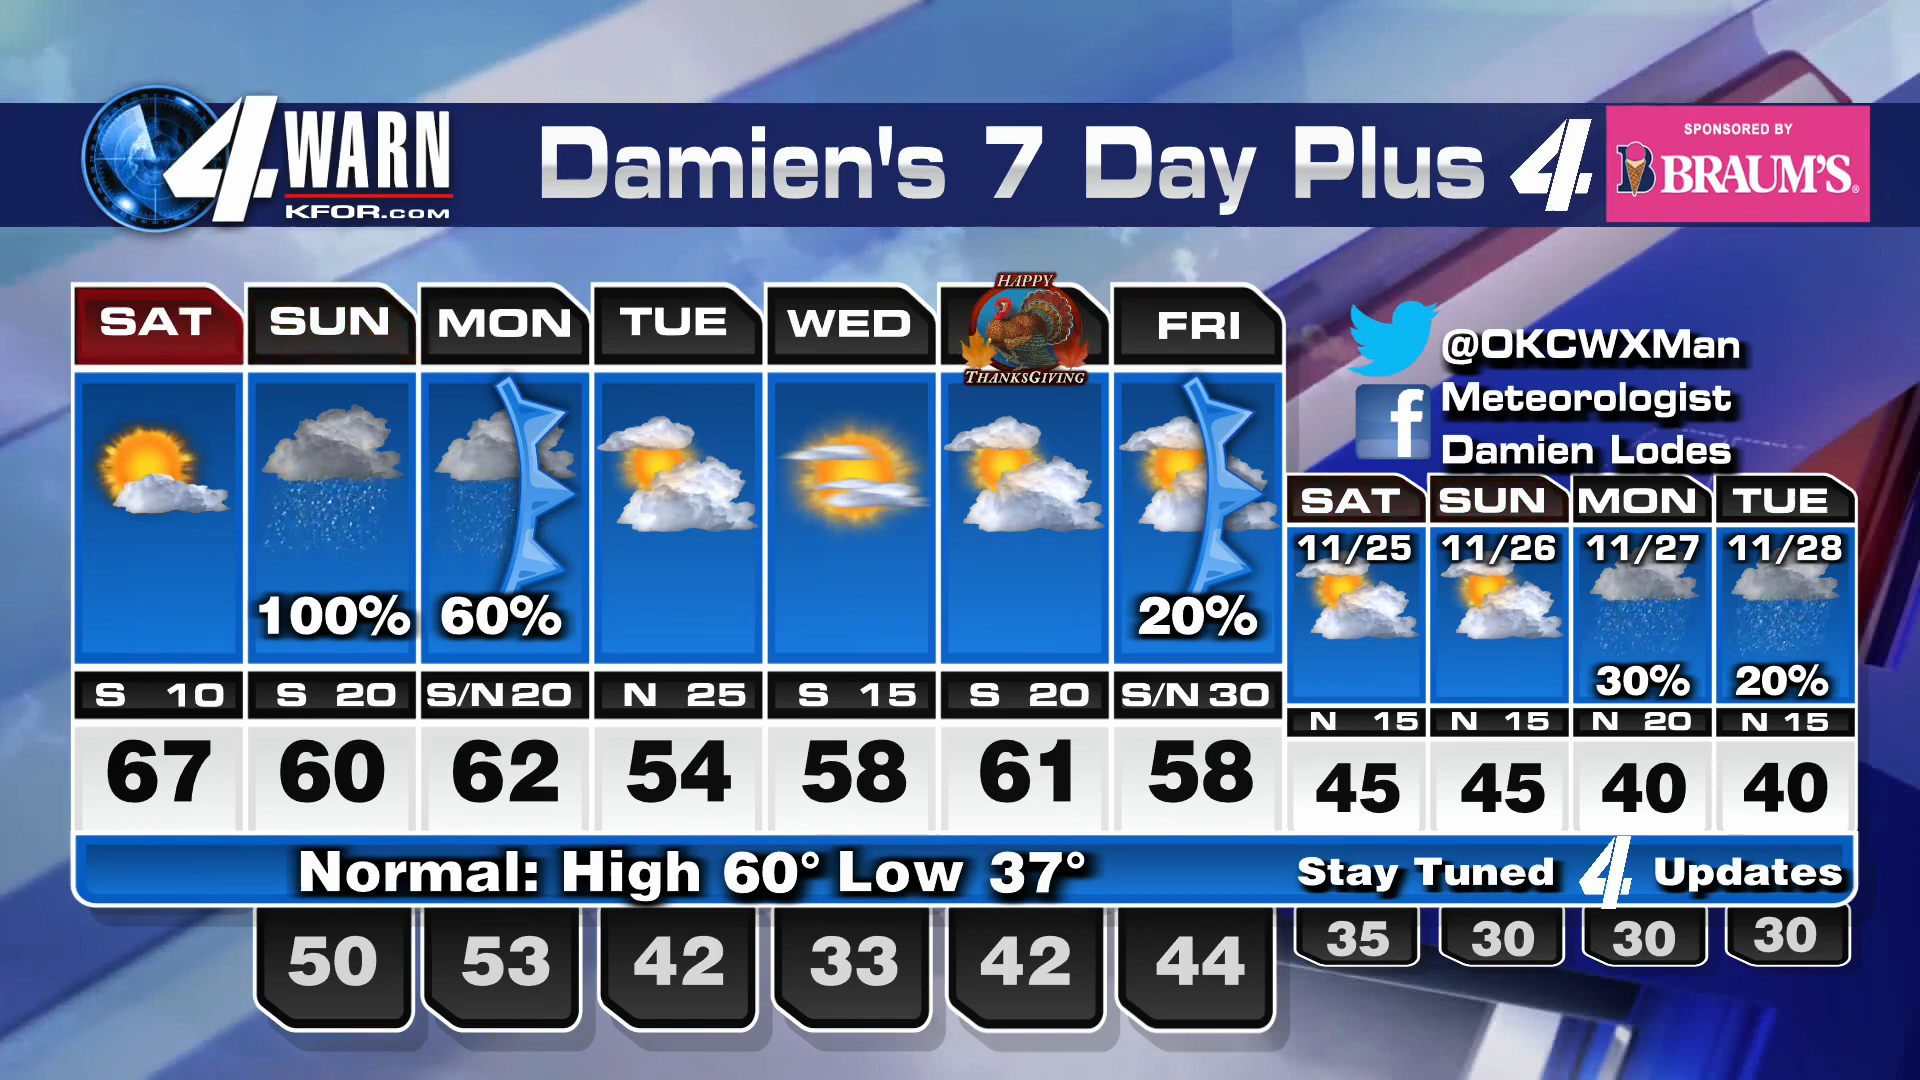 4WARN
KFOR.COM
Damien's 7 Day Plus 4
SPONSORED BY
B BRAUM'S®
SAT SUN MON TUE WED HAPPY THANKSGIVING FRI
100% 60% 20%
S 10 S 20 S/N 20 N 25 S 15 S 20 S/N 30
67 60 62 54 58 61 58
@OKCWXMan
f Meteorologist
Damien Lodes
SAT SUN MON TUE
11/25 11/26 11/27 11/28
30% 20%
N 15 N 15 N 20 N 15
45 45 40 40
Normal: High 60° Low 37°
Stay Tuned 4 Updates
50 53 42 33 42 44
35 30 30 30